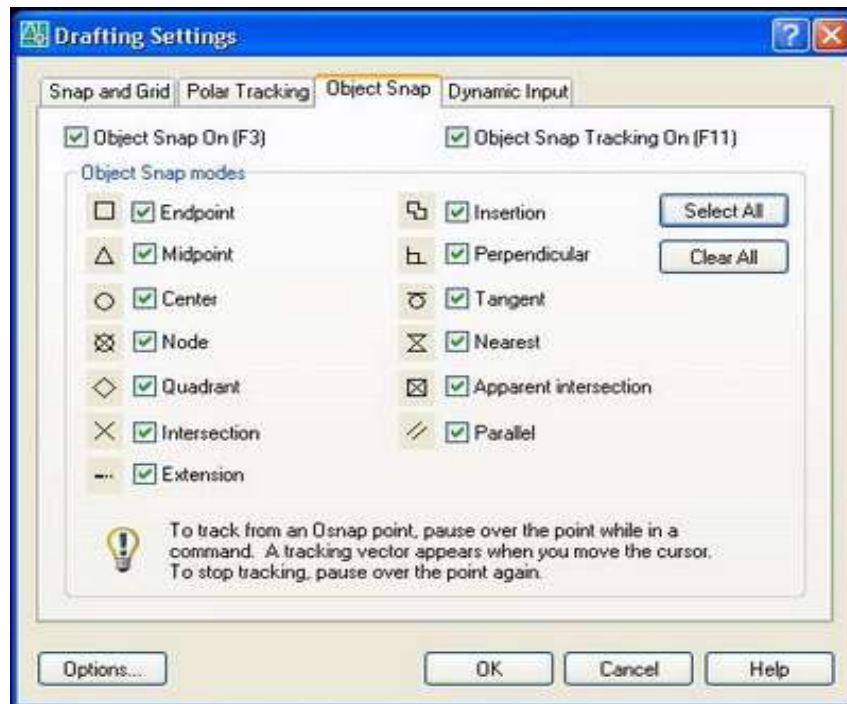 Drafting Settings
Snap and Grid Polar Tracking Object Snap Dynamic Input
Object Snap On (F3) Object Snap Tracking On (F11)
Object Snap modes
Endpoint Insertion Select All
Midpoint Perpendicular Clear All
Center Tangent
Node Nearest
Quadrant Apparent intersection
Intersection Parallel
Extension
To track from an Osnap point, pause over the point while in a
command. A tracking vector appears when you move the cursor.
To stop tracking, pause over the point again.
Options... OK Cancel Help